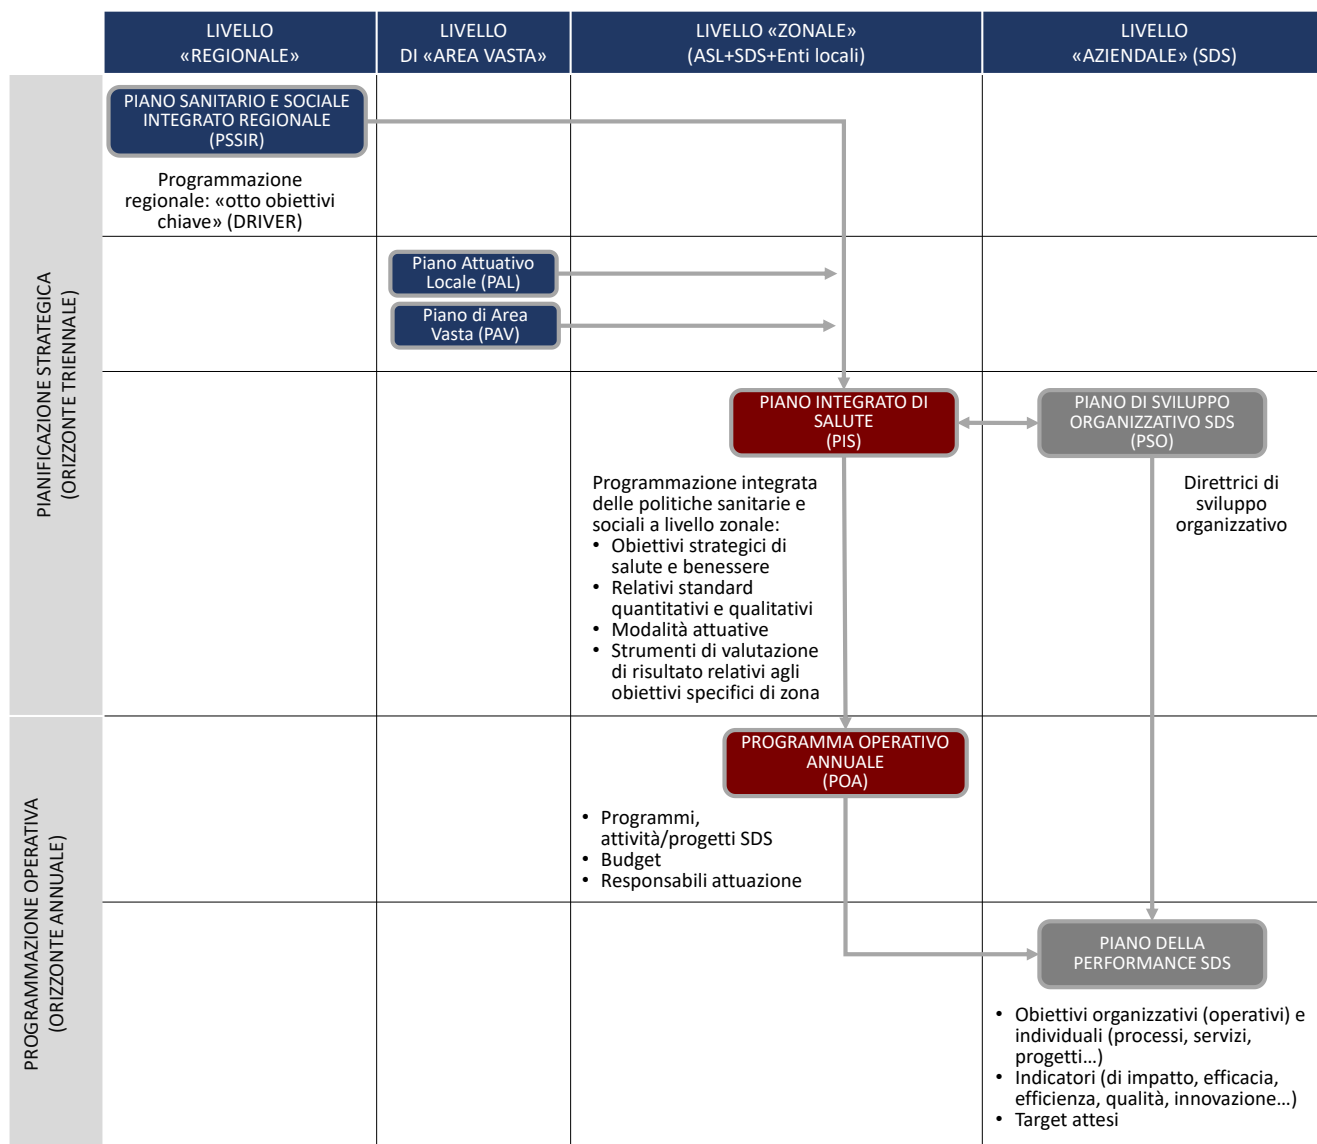 LIVELLO
«REGIONALE»
LIVELLO
DI «AREA VASTA»
LIVELLO «ZONALE»
(ASL+SDS+Enti locali)
LIVELLO
«AZIENDALE» (SDS)
PIANIFICAZIONE STRATEGICA
(ORIZZONTE TRIENNALE)
PIANO SANITARIO E SOCIALE
INTEGRATO REGIONALE
(PSSIR)
Programmazione
regionale: «otto obiettivi
chiave» (DRIVER)
Piano Attuativo
Locale (PAL)
Piano di Area
Vasta (PAV)
PIANO INTEGRATO DI
SALUTE
(PIS)
PIANO DI SVILUPPO
ORGANIZZATIVO SDS
(PSO)
Programmazione integrata
delle politiche sanitarie e
sociali a livello zonale:
• Obiettivi strategici di
salute e benessere
• Relativi standard
quantitativi e qualitativi
• Modalità attuative
• Strumenti di valutazione
di risultato relativi agli
obiettivi specifici di zona
Direttrici di
sviluppo
organizzativo
PROGRAMMAZIONE OPERATIVA
(ORIZZONTE ANNUALE)
PROGRAMMA OPERATIVO
ANNUALE
(POA)
• Programmi,
attività/progetti SDS
• Budget
• Responsabili attuazione
PIANO DELLA
PERFORMANCE SDS
• Obiettivi organizzativi (operativi) e
individuali (processi, servizi,
progetti...)
• Indicatori (di impatto, efficacia,
efficienza, qualità, innovazione...)
• Target attesi